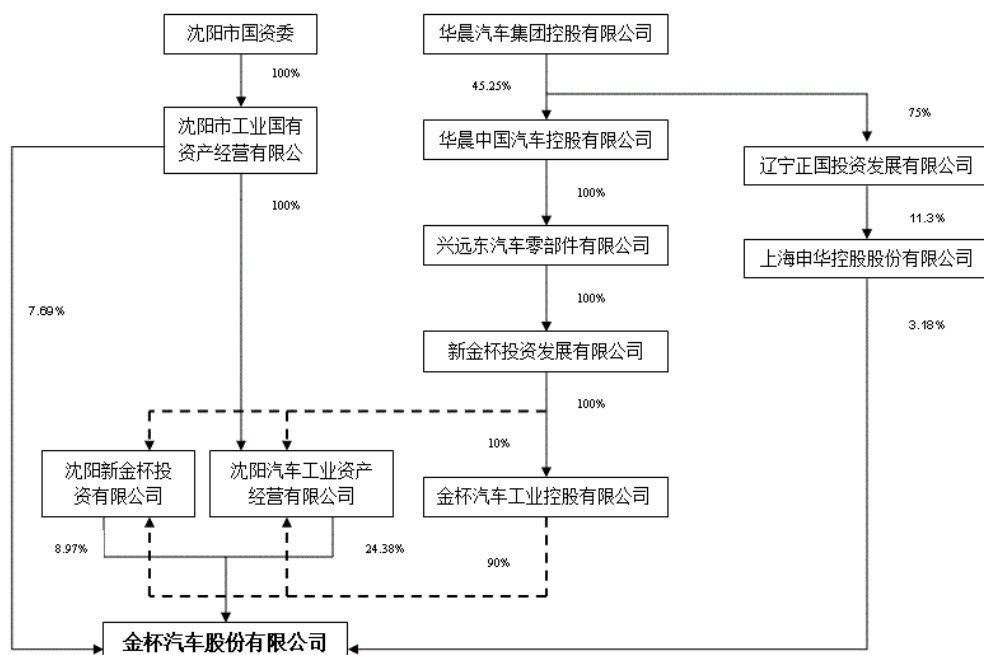 沈阳市国资委
华晨汽车集团控股有限公司
100%
45.25%
75%
沈阳市工业国有
资产经营有限公
华晨中国汽车控股有限公司
辽宁正国投资发展有限公司
100%
100%
11.3%
兴远东汽车零部件有限公司
上海申华控股股份有限公司
7.69%
100%
3.18%
新金杯投资发展有限公司
100%
10%
沈阳新金杯投
资有限公司
沈阳汽车工业资产
经营有限公司
金杯汽车工业控股有限公司
8.97%
24.38%
90%
金杯汽车股份有限公司